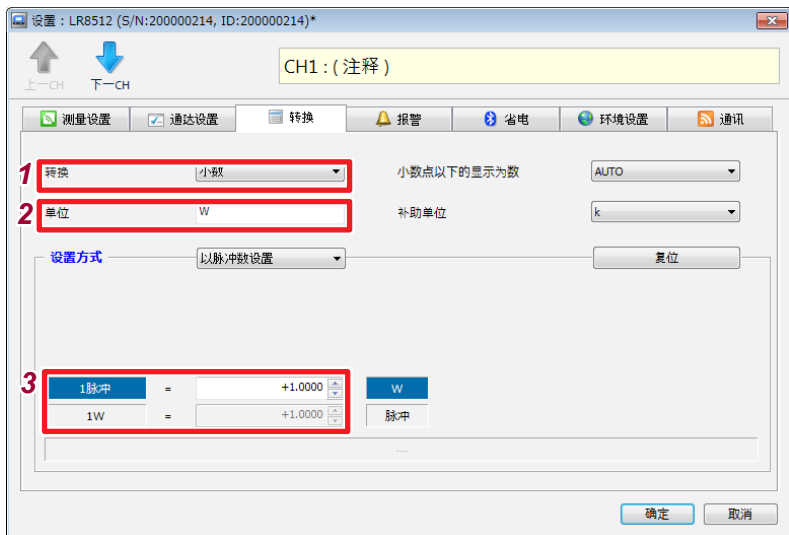 设置 : LR8512 (S/N:200000214, ID:200000214)*
上一CH 下一CH CH1 : ( 注释 )
测量设置 通达设置 转换 报警 省电 环境设置 通讯
1 转换 小数 小数点以下的显示为数 AUTO
2 单位 W 补助单位 k
设置方式 以脉冲数设置 复位
3 1脉冲 = +1.0000 W
1W = +1.0000 脉冲
---
确定 取消